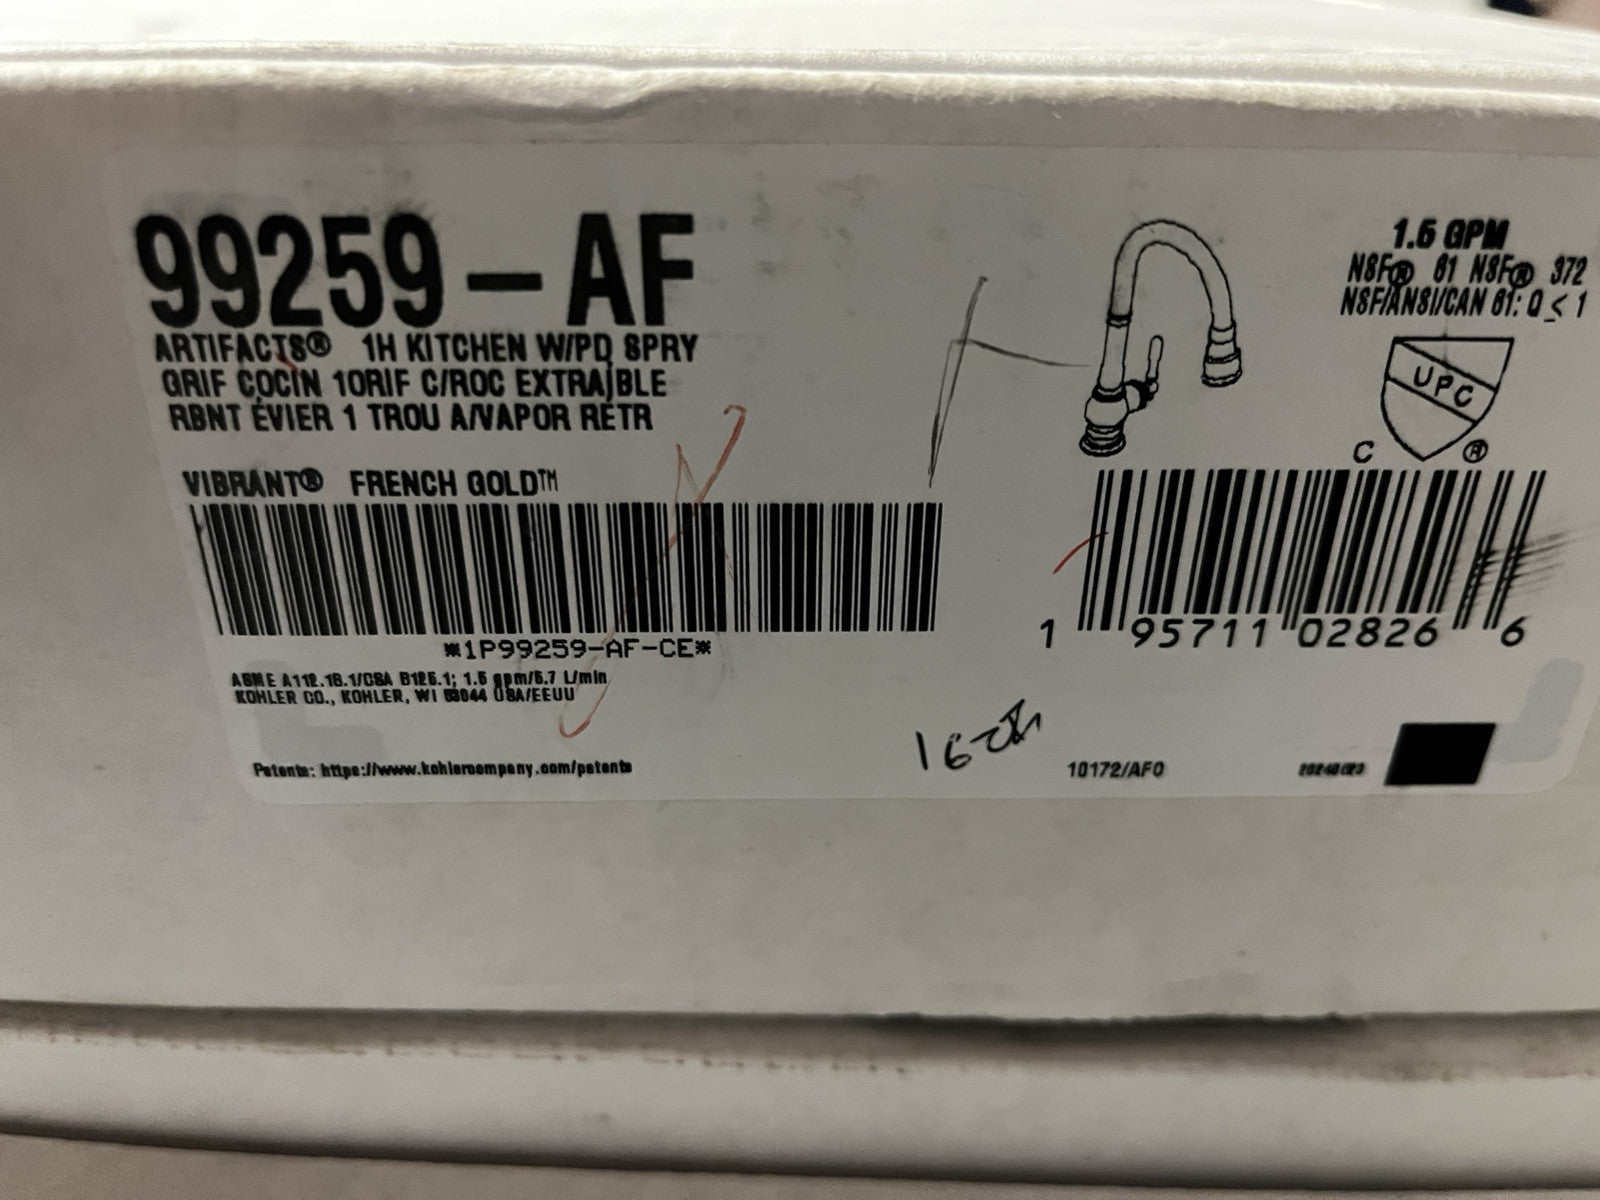 99259-AF
ARTIFACTS® 1H KITCHEN W/PD SPRY
GRIF COCIN 1ORIF C/ROC EXTRAÍBLE
RBNT ÉVIER 1 TROU A/VAPOR RÉTR
VIBRANT® FRENCH GOLD™
*1P99259-AF-CE*
ASME A112.18.1/CSA B125.1; 1.5 gpm/5.7 L/min
KOHLER CO., KOHLER, WI 53044 USA/EEUU
Patents: https://www.kohlercompany.com/patents
1.5 GPM
NSF® 61 NSF® 372
NSF/ANSI/CAN 61: Q ≤ 1
UPC
C ®
1 95711 02826 6
10172/AF0